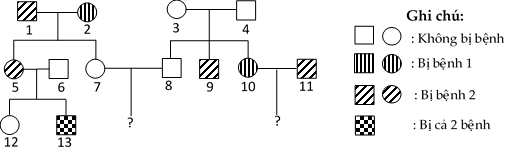 Ghi chú:
: Không bị bệnh
: Bị bệnh 1
: Bị bệnh 2
: Bị cả 2 bệnh
1 2 3 4
5 6 7 8 9 10 11
? ?
12 13